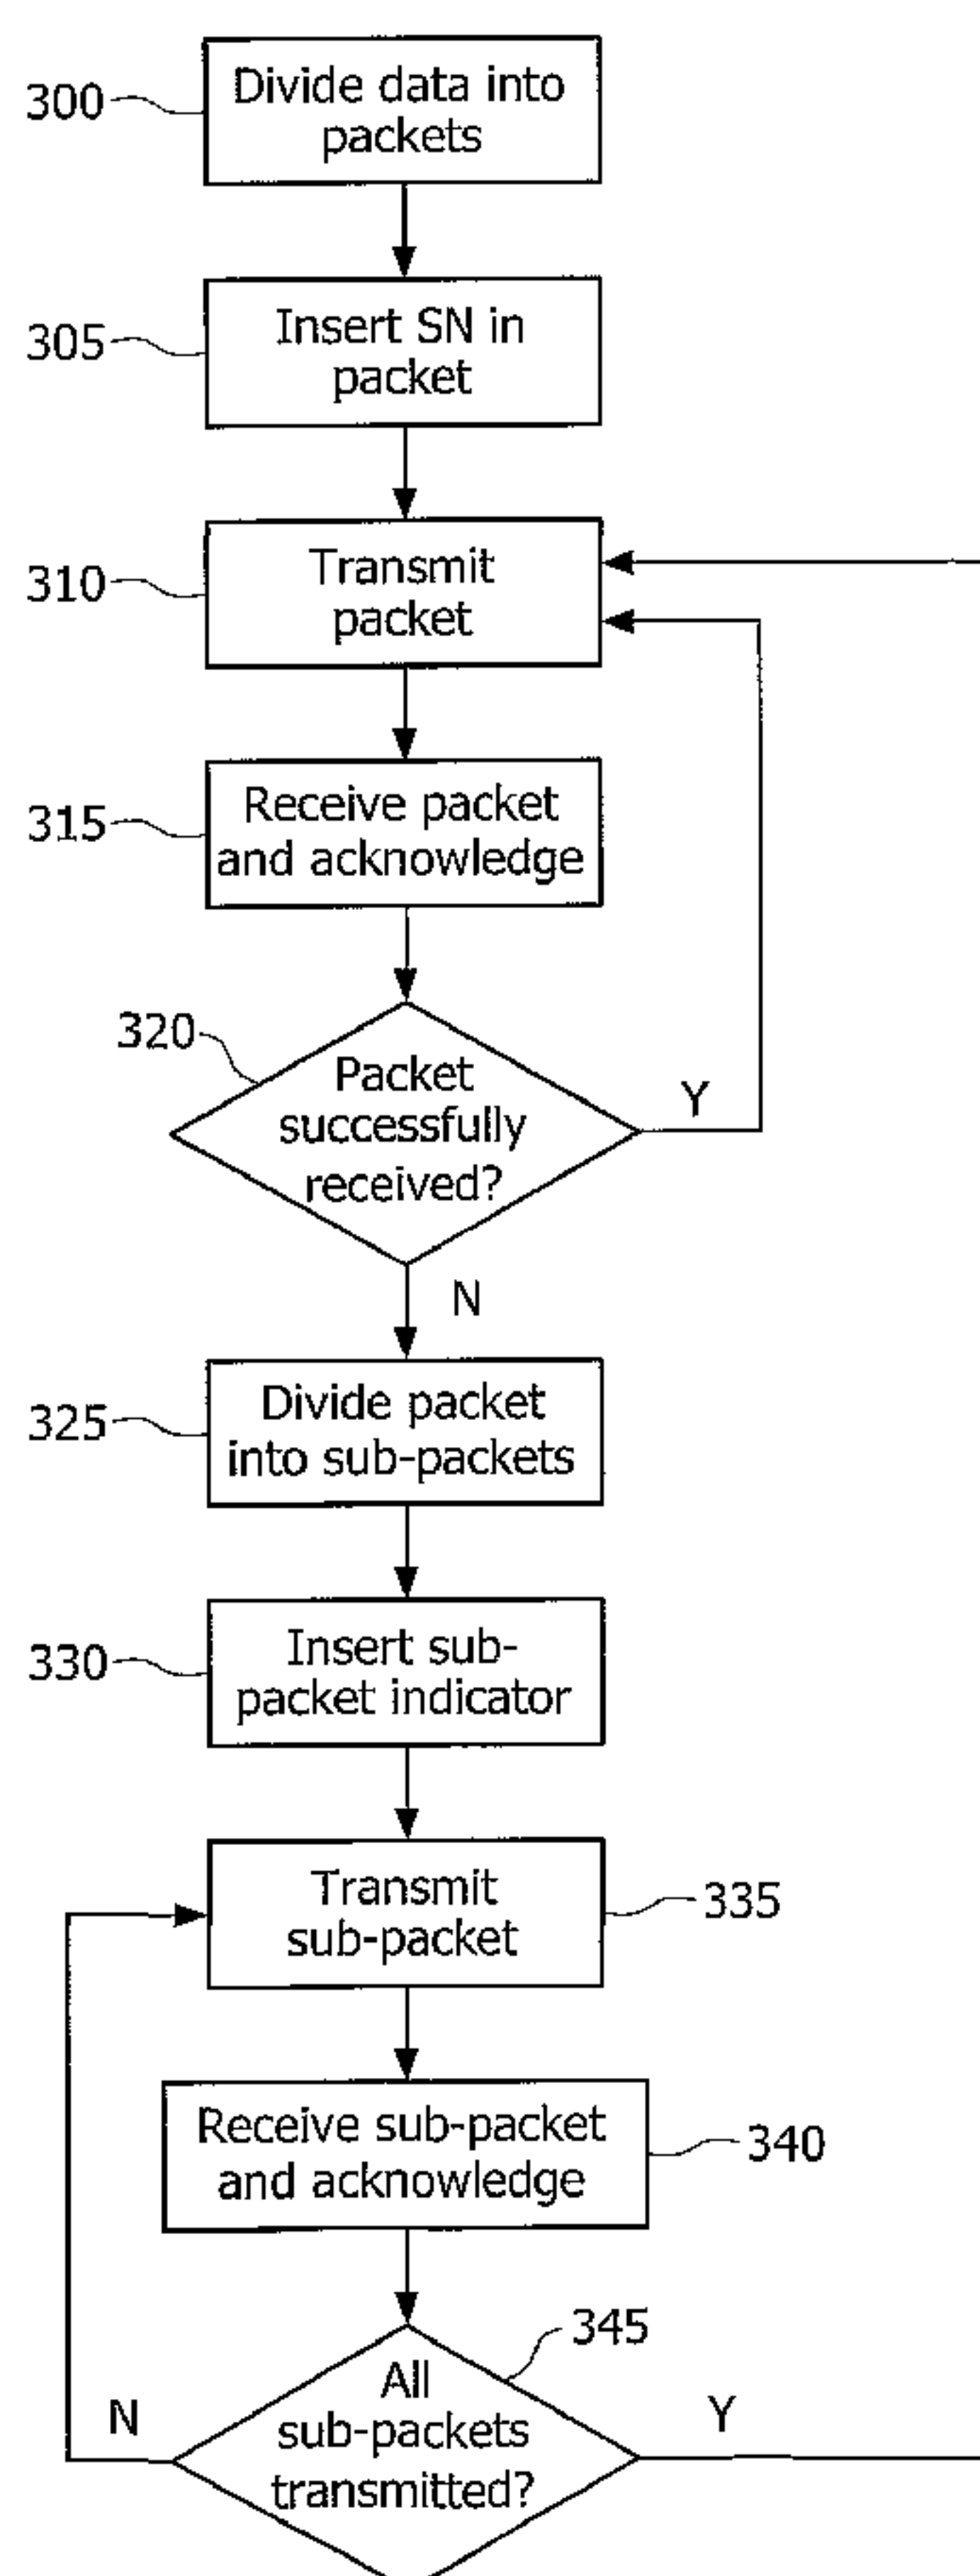 300
Divide data into
packets
305
Insert SN in
packet
310
Transmit
packet
315
Receive packet
and acknowledge
320
Packet
successfully
received?
Y
N
325
Divide packet
into sub-packets
330
Insert sub-
packet indicator
Transmit
sub-packet
335
Receive sub-packet
and acknowledge
340
345
All
sub-packets
transmitted?
N
Y